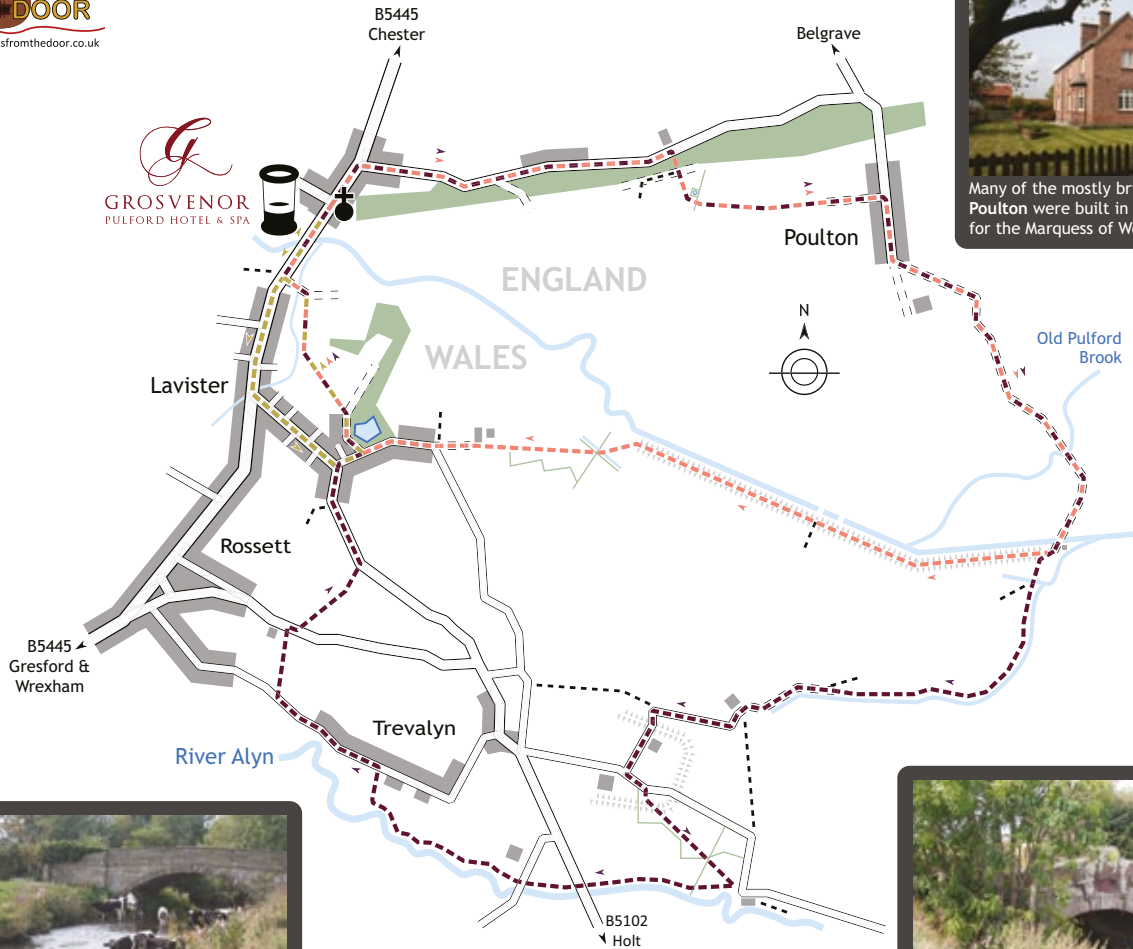 DOOR
sfromthedoor.co.uk
B5445
Chester
Belgrave
G
GROSVENOR
PULFORD HOTEL & SPA
Many of the mostly br
Poulton were built in
for the Marquess of We
Poulton
ENGLAND
N
WALES
Old Pulford
Brook
Lavister
Rossett
B5445
Gresford &
Wrexham
Trevalyn
River Alyn
B5102
Holt